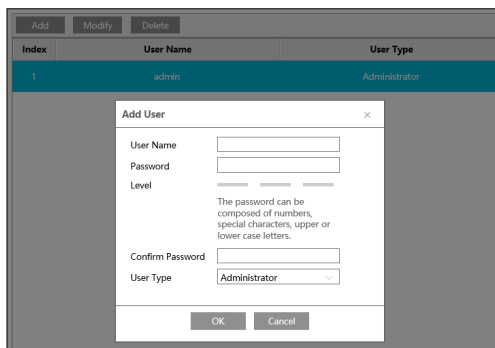 Add Modify Delete
Index User Name User Type
1 admin Administrator
Add User ×
User Name
Password
Level
The password can be
composed of numbers,
special characters, upper or
lower case letters.
Confirm Password
User Type Administrator
OK Cancel